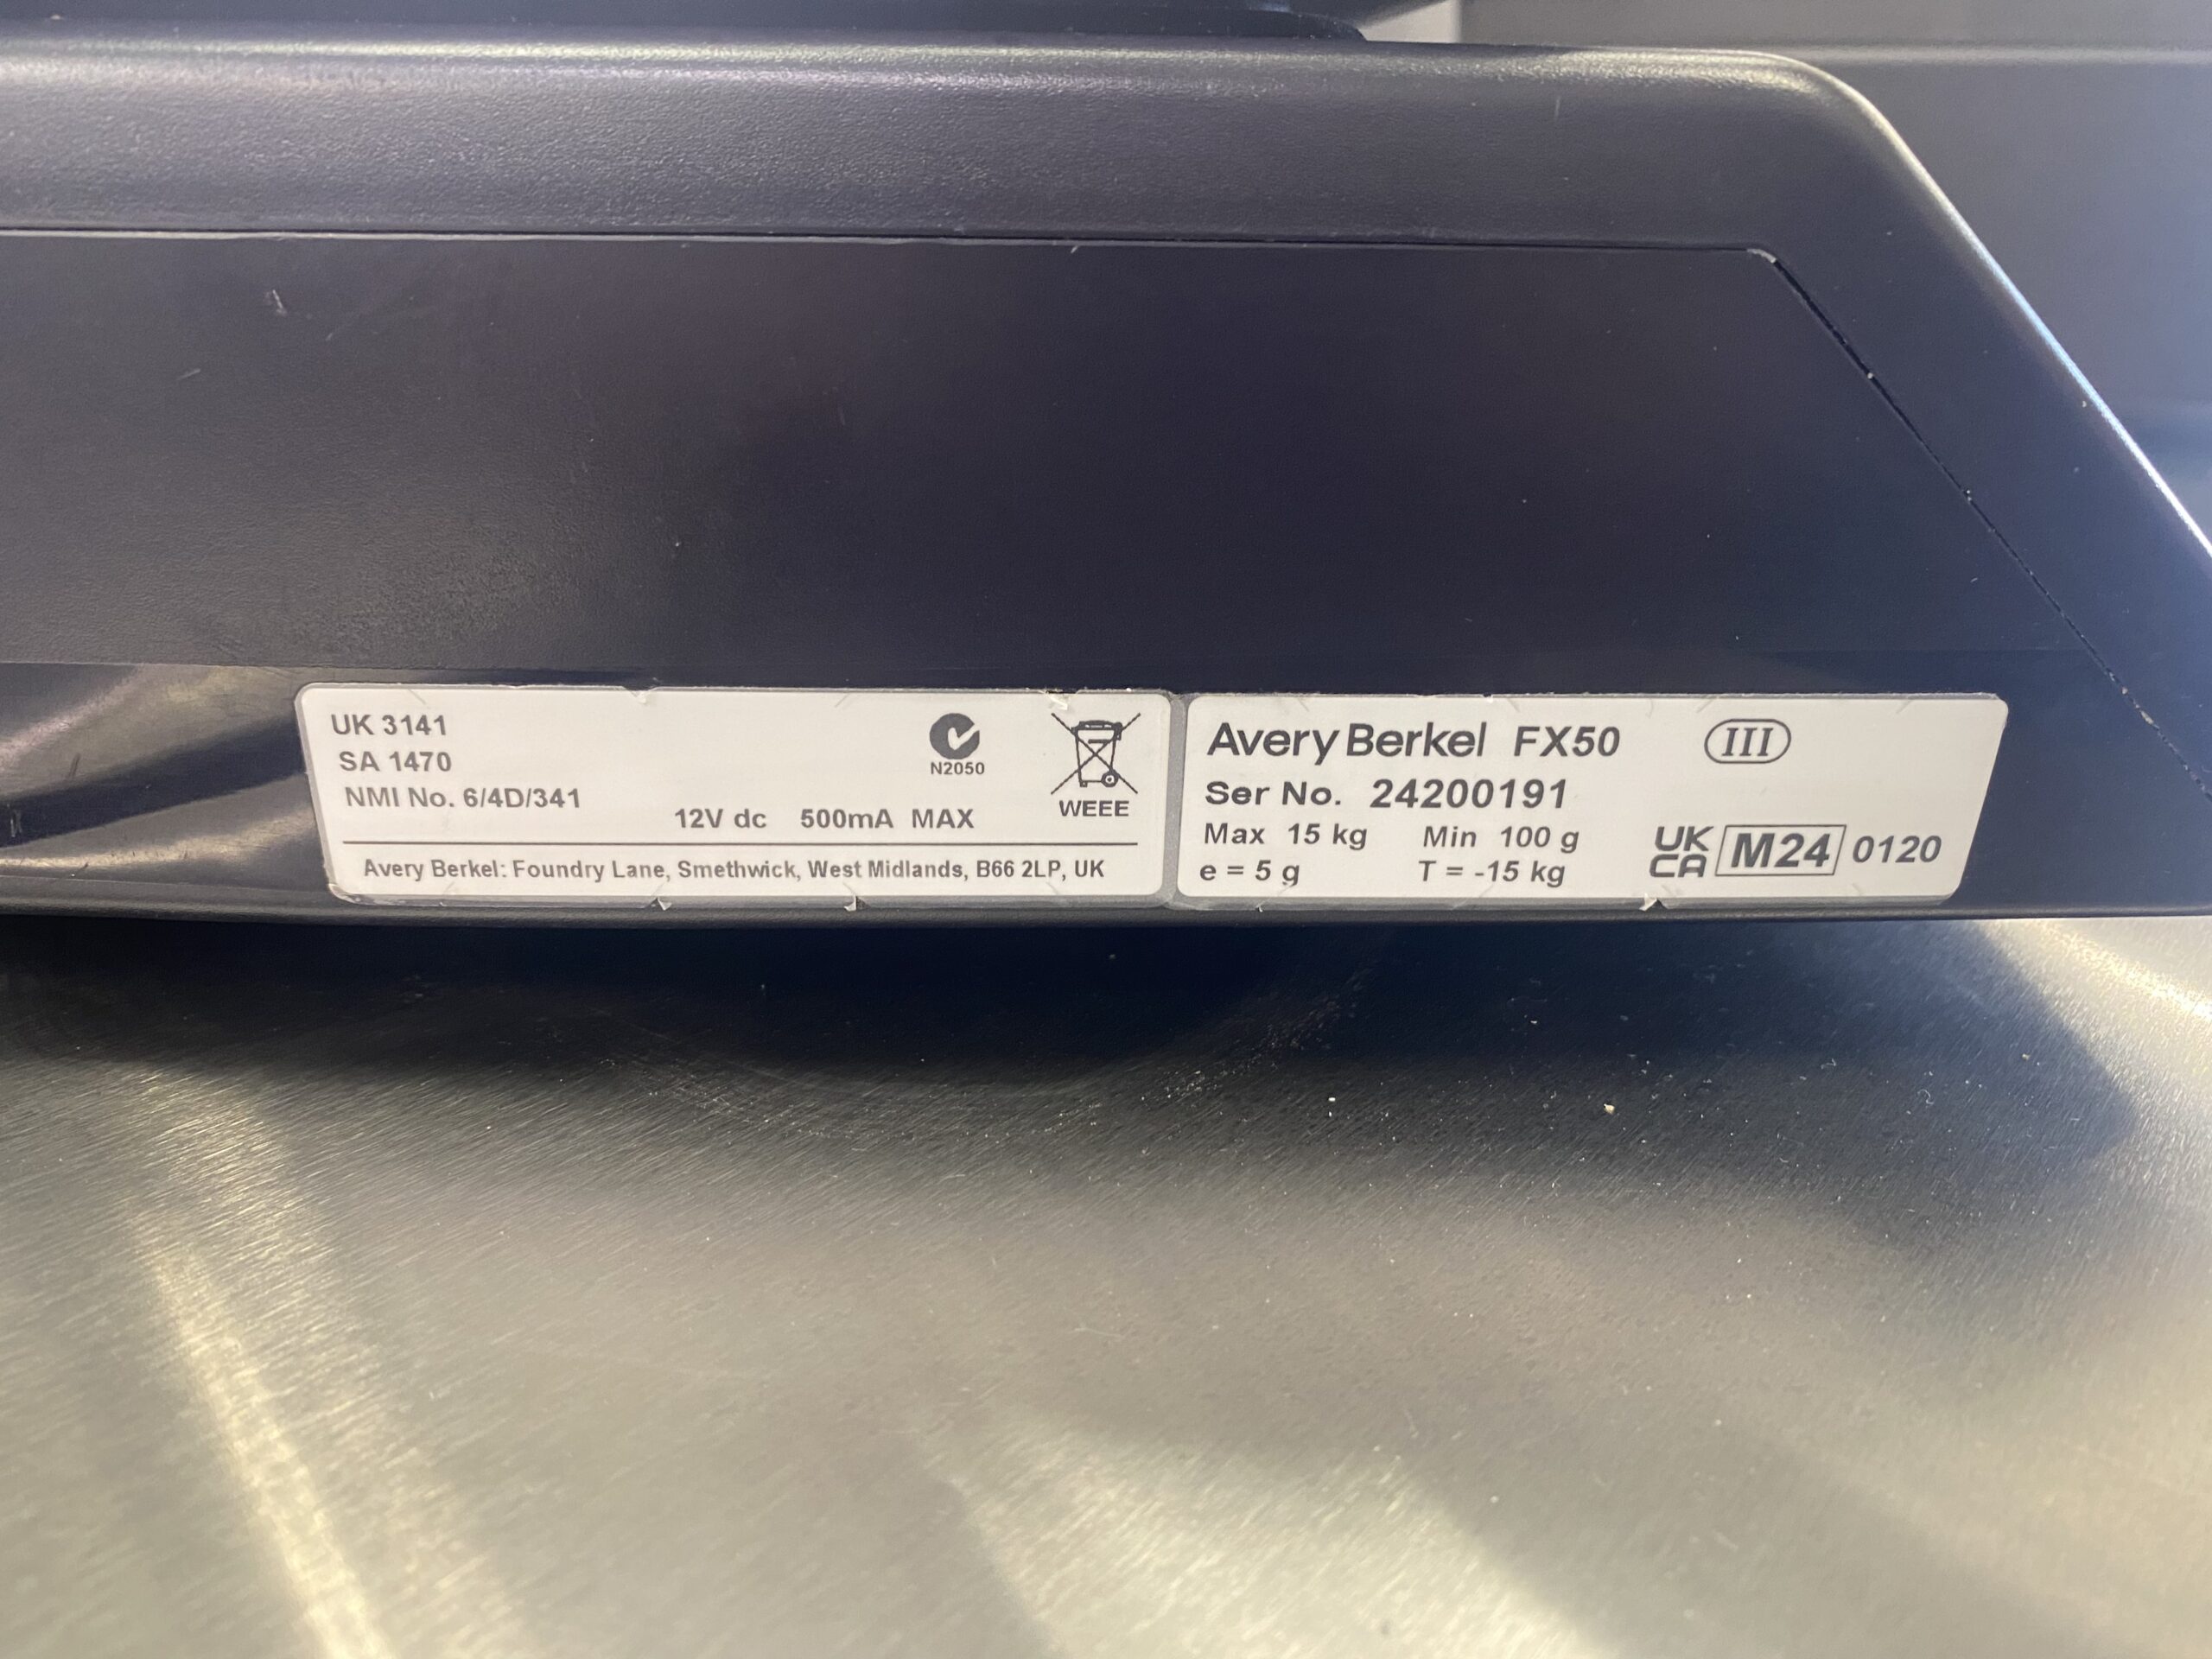 UK 3141
SA 1470
NMI No. 6/4D/341
12V dc 500mA MAX
N2050
WEEE
Avery Berkel: Foundry Lane, Smethwick, West Midlands, B66 2LP, UK
Avery Berkel FX50 III
Ser No. 24200191
Max 15 kg Min 100 g
e = 5 g T = -15 kg
UK
CA M24 0120